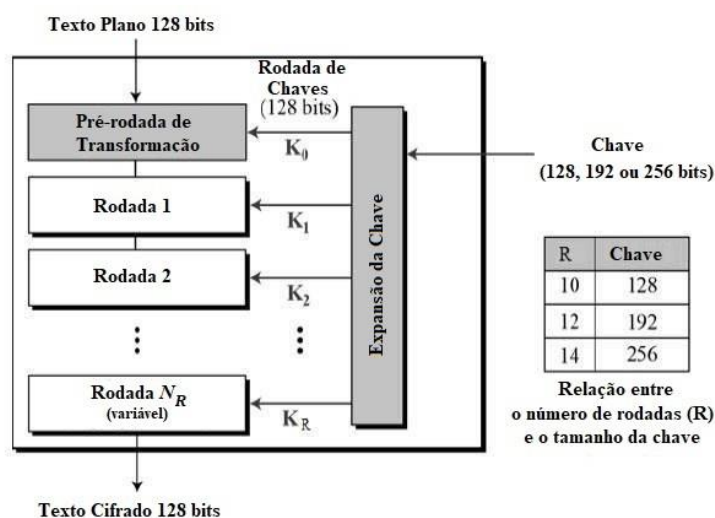 Texto Plano 128 bits
Rodada de
Chaves
(128 bits)
Pré-rodada de
Transformação
K0
Chave
(128, 192 ou 256 bits)
Rodada 1
K1
Rodada 2
K2
Expansão da Chave
R Chave
10 128
12 192
14 256
Relação entre
o número de rodadas (R)
e o tamanho da chave
Rodada NR
(variável)
KR
Texto Cifrado 128 bits